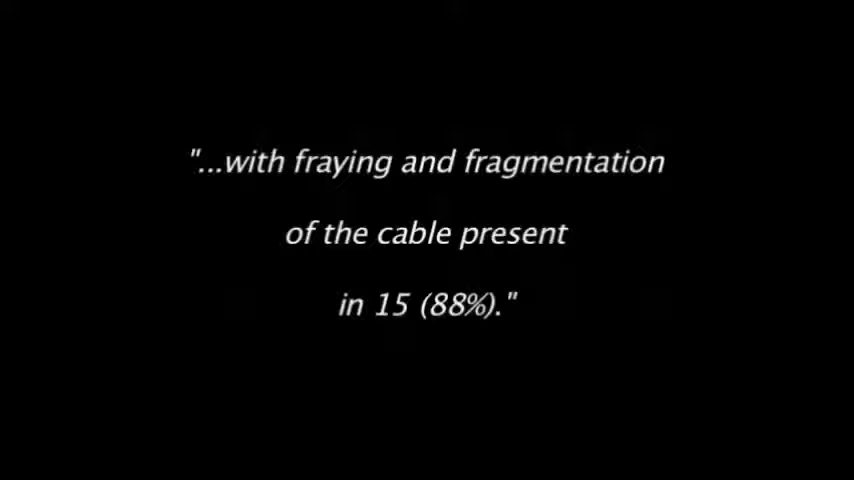 "...with fraying and fragmentation
of the cable present
in 15 (88%)."